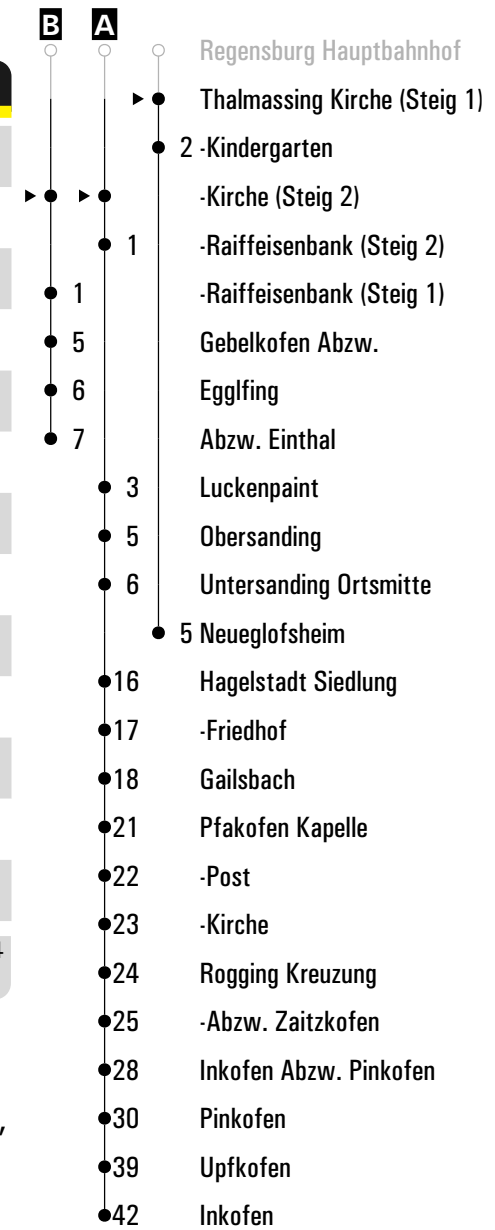 B A
Regensburg Hauptbahnhof
Thalmassing Kirche (Steig 1)
2 -Kindergarten
-Kirche (Steig 2)
1 -Raiffeisenbank (Steig 2)
1 -Raiffeisenbank (Steig 1)
5 Gebelkofen Abzw.
6 Egglfing
7 Abzw. Einthal
3 Luckenpaint
5 Obersanding
6 Untersanding Ortsmitte
5 Neueglofsheim
16 Hagelstadt Siedlung
17 -Friedhof
18 Gailsbach
21 Pfakofen Kapelle
22 -Post
23 -Kirche
24 Rogging Kreuzung
25 -Abzw. Zaitzkofen
28 Inkofen Abzw. Pinkofen
30 Pinkofen
39 Upfkofen
42 Inkofen